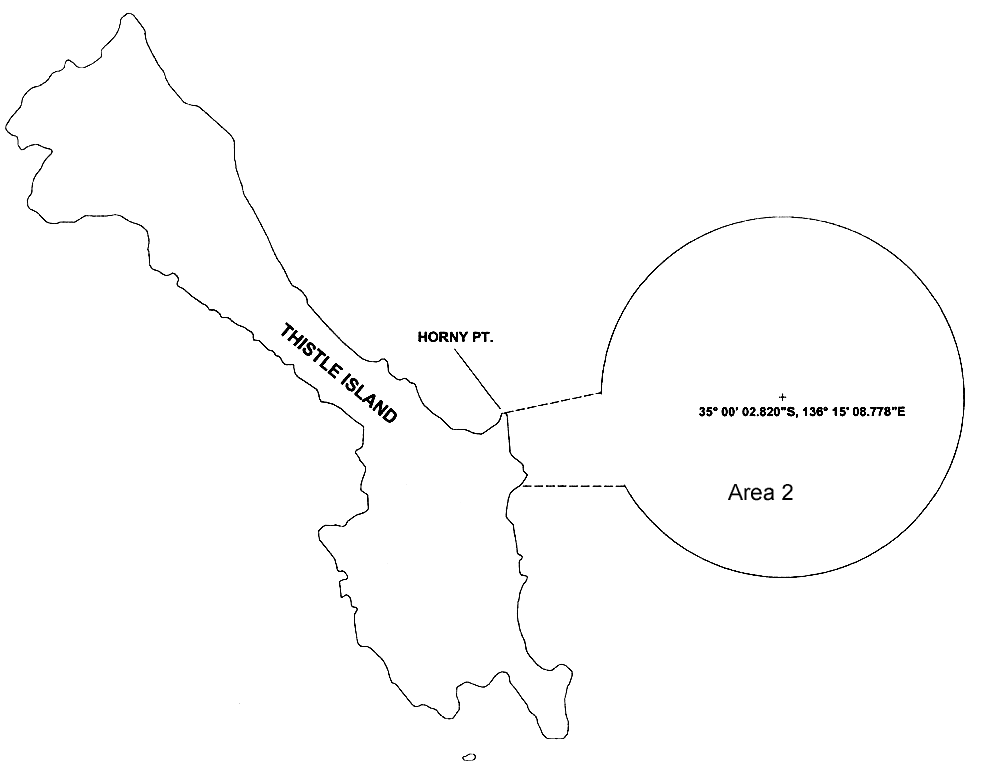 HORNY PT.
THISTLE ISLAND
35° 00' 02.820"S, 136° 15' 08.778"E
Area 2